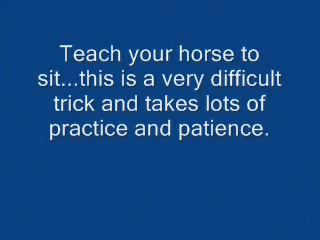 Teach your horse to
sit...this is a very difficult
trick and takes lots of
practice and patience.